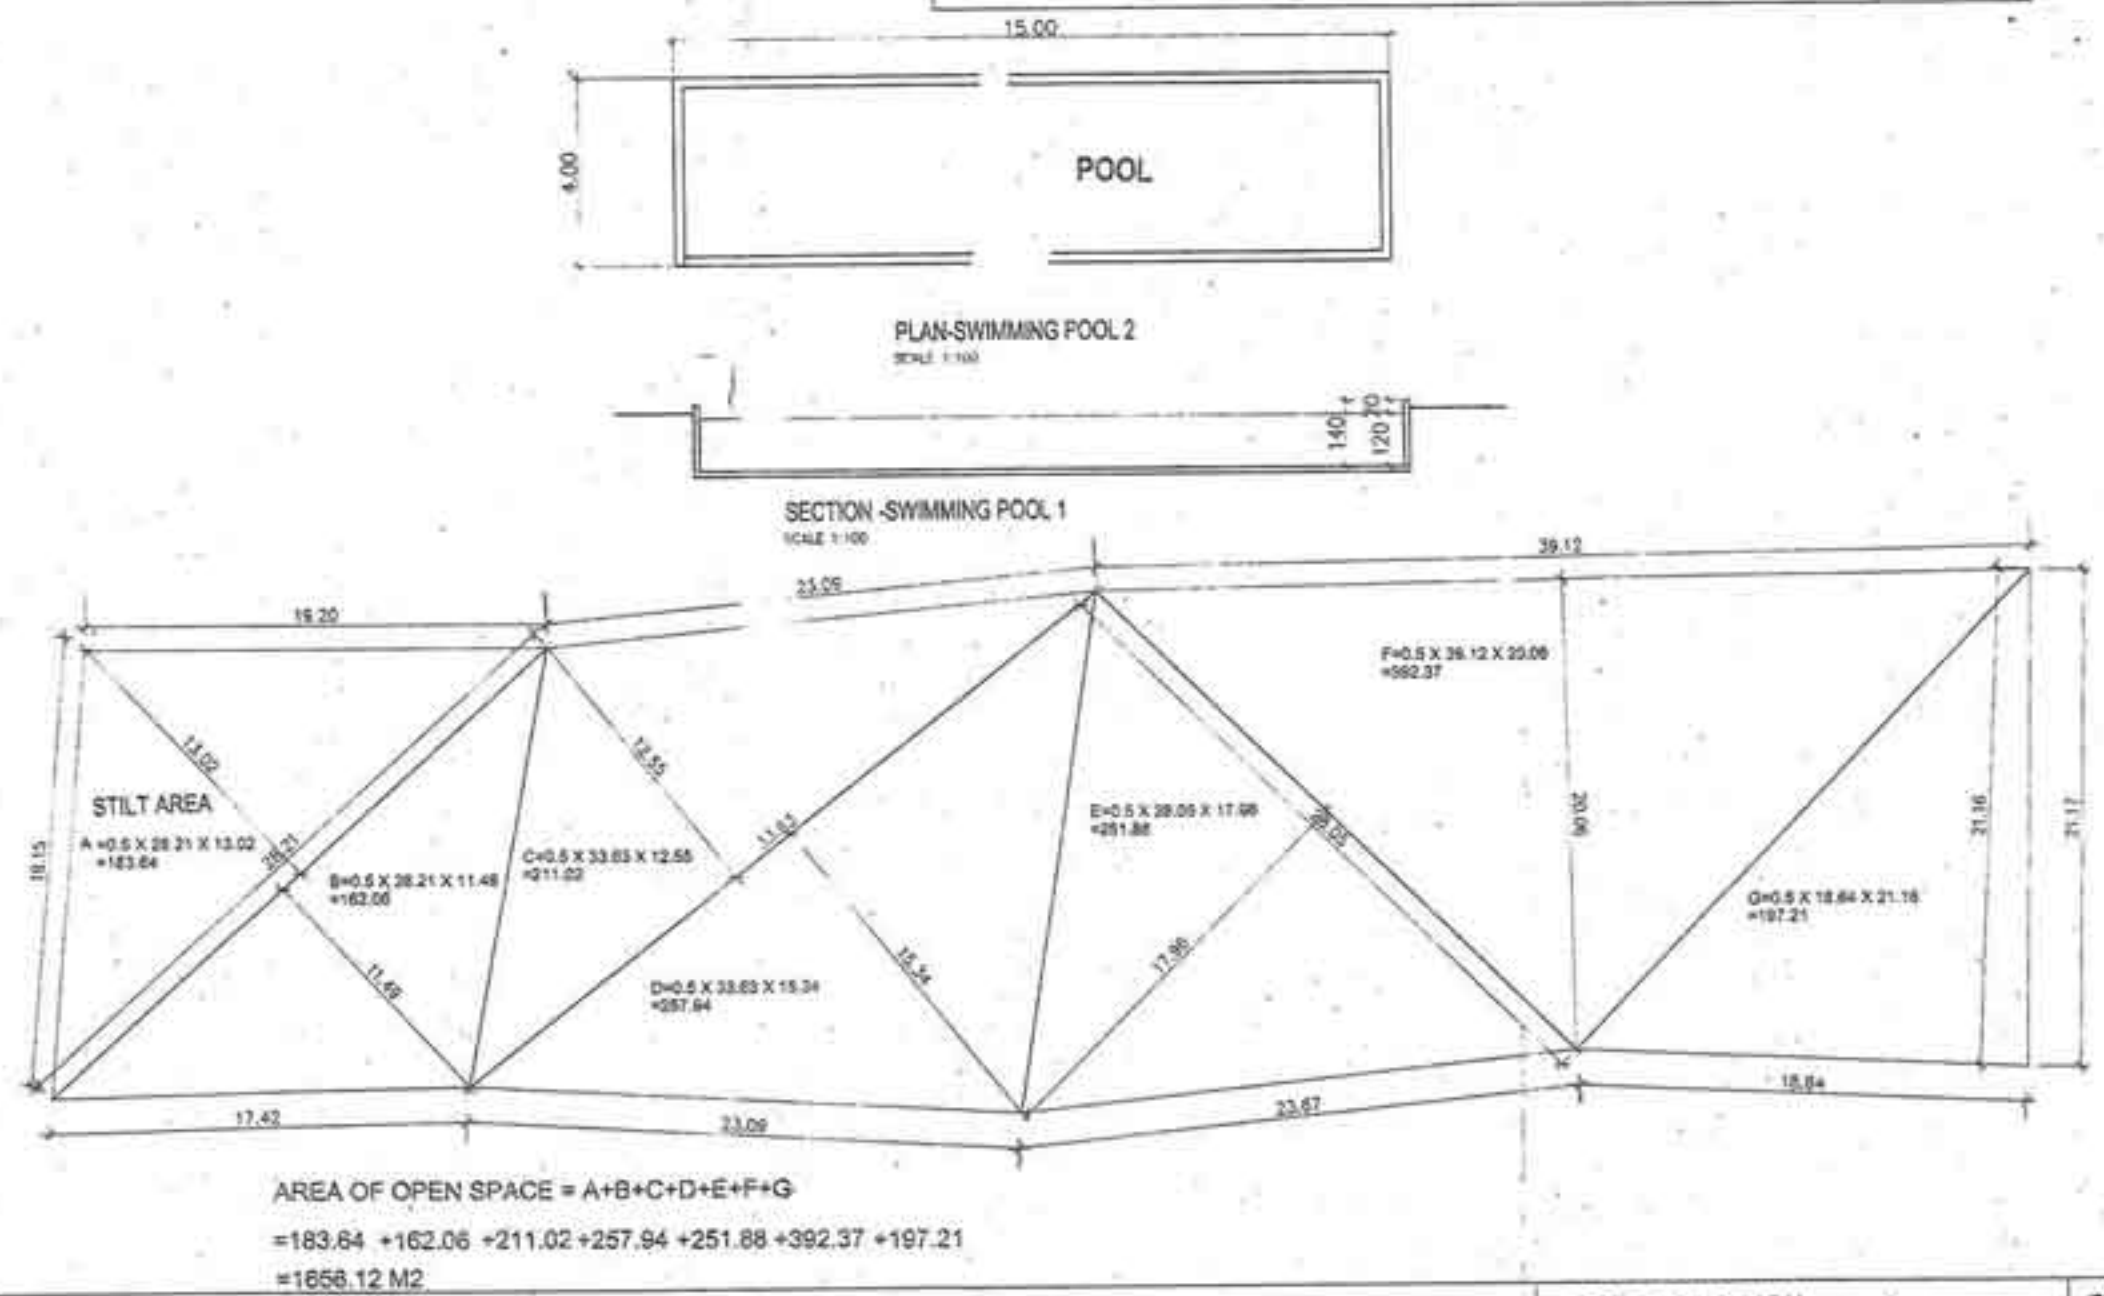 15.00
4.00
POOL
PLAN-SWIMMING POOL 2
SCALE 1:100
140
120
20
SECTION -SWIMMING POOL 1
SCALE 1:100
39.12
23.09
19.20
F=0.5 X 39.12 X 20.06
=392.37
13.02
12.55
STILT AREA
A =0.5 X 28.21 X 13.02
=183.64
18.15
28.21
B=0.5 X 28.21 X 11.49
=162.06
C=0.5 X 33.63 X 12.55
=211.02
E=0.5 X 28.05 X 17.96
=251.88
28.05
20.06
21.16
21.17
G=0.5 X 18.64 X 21.16
=197.21
11.49
D=0.5 X 33.63 X 15.34
=257.94
15.34
17.96
17.42
23.09
23.67
18.64
AREA OF OPEN SPACE = A+B+C+D+E+F+G
=183.64 +162.06 +211.02 +257.94 +251.88 +392.37 +197.21
=1656.12 M2